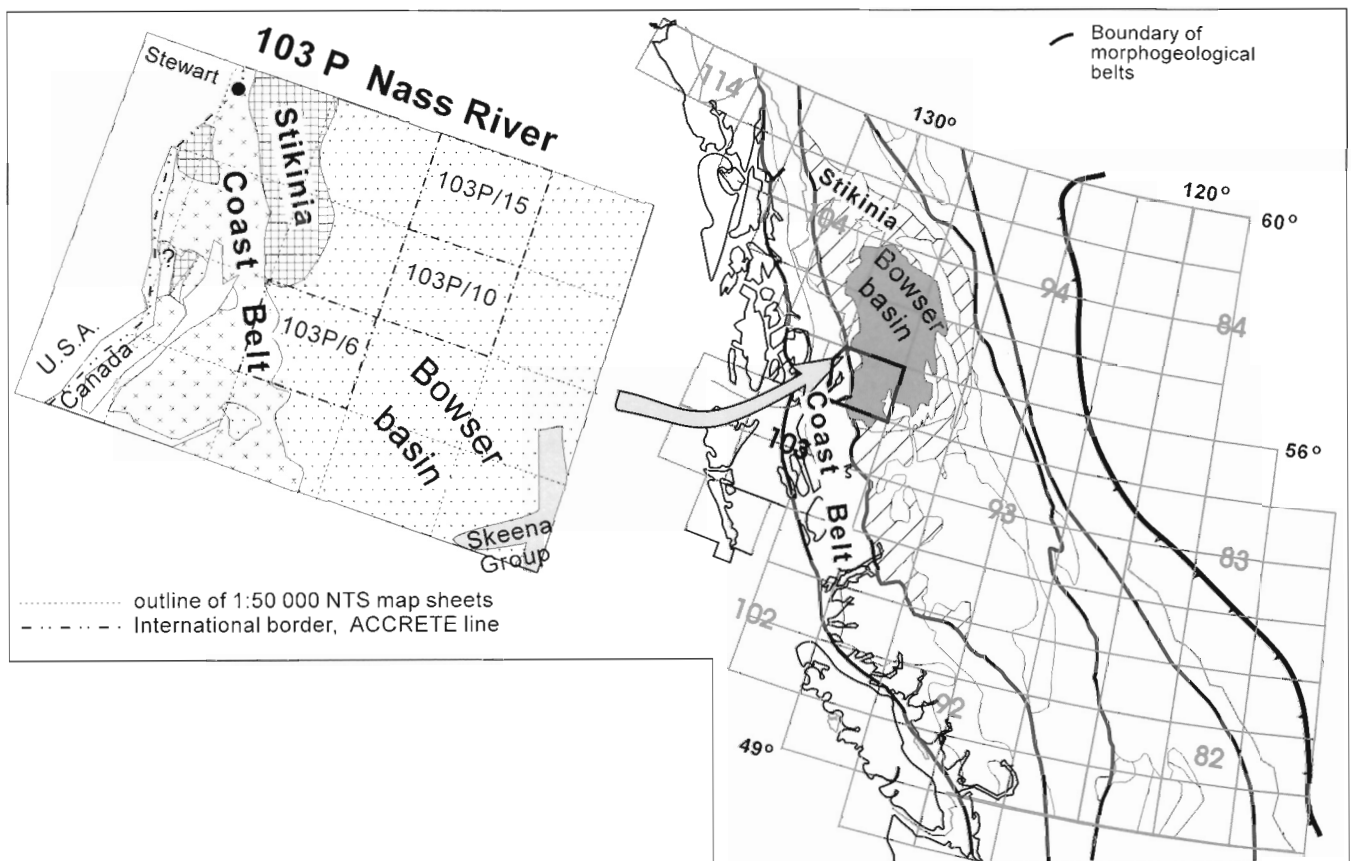 103 P Nass River
Stewart
Stikinia
Coast Belt
103P/15
103P/10
103P/6
?
U.S.A.
Canada
Bowser
basin
Skeena
Group
outline of 1:50 000 NTS map sheets
International border, ACCRETE line
Boundary of
morphogeological
belts
114
130°
120°
60°
Stikinia
104
Bowser
basin
94
84
Coast Belt
103
56°
93
83
102
92
49°
82